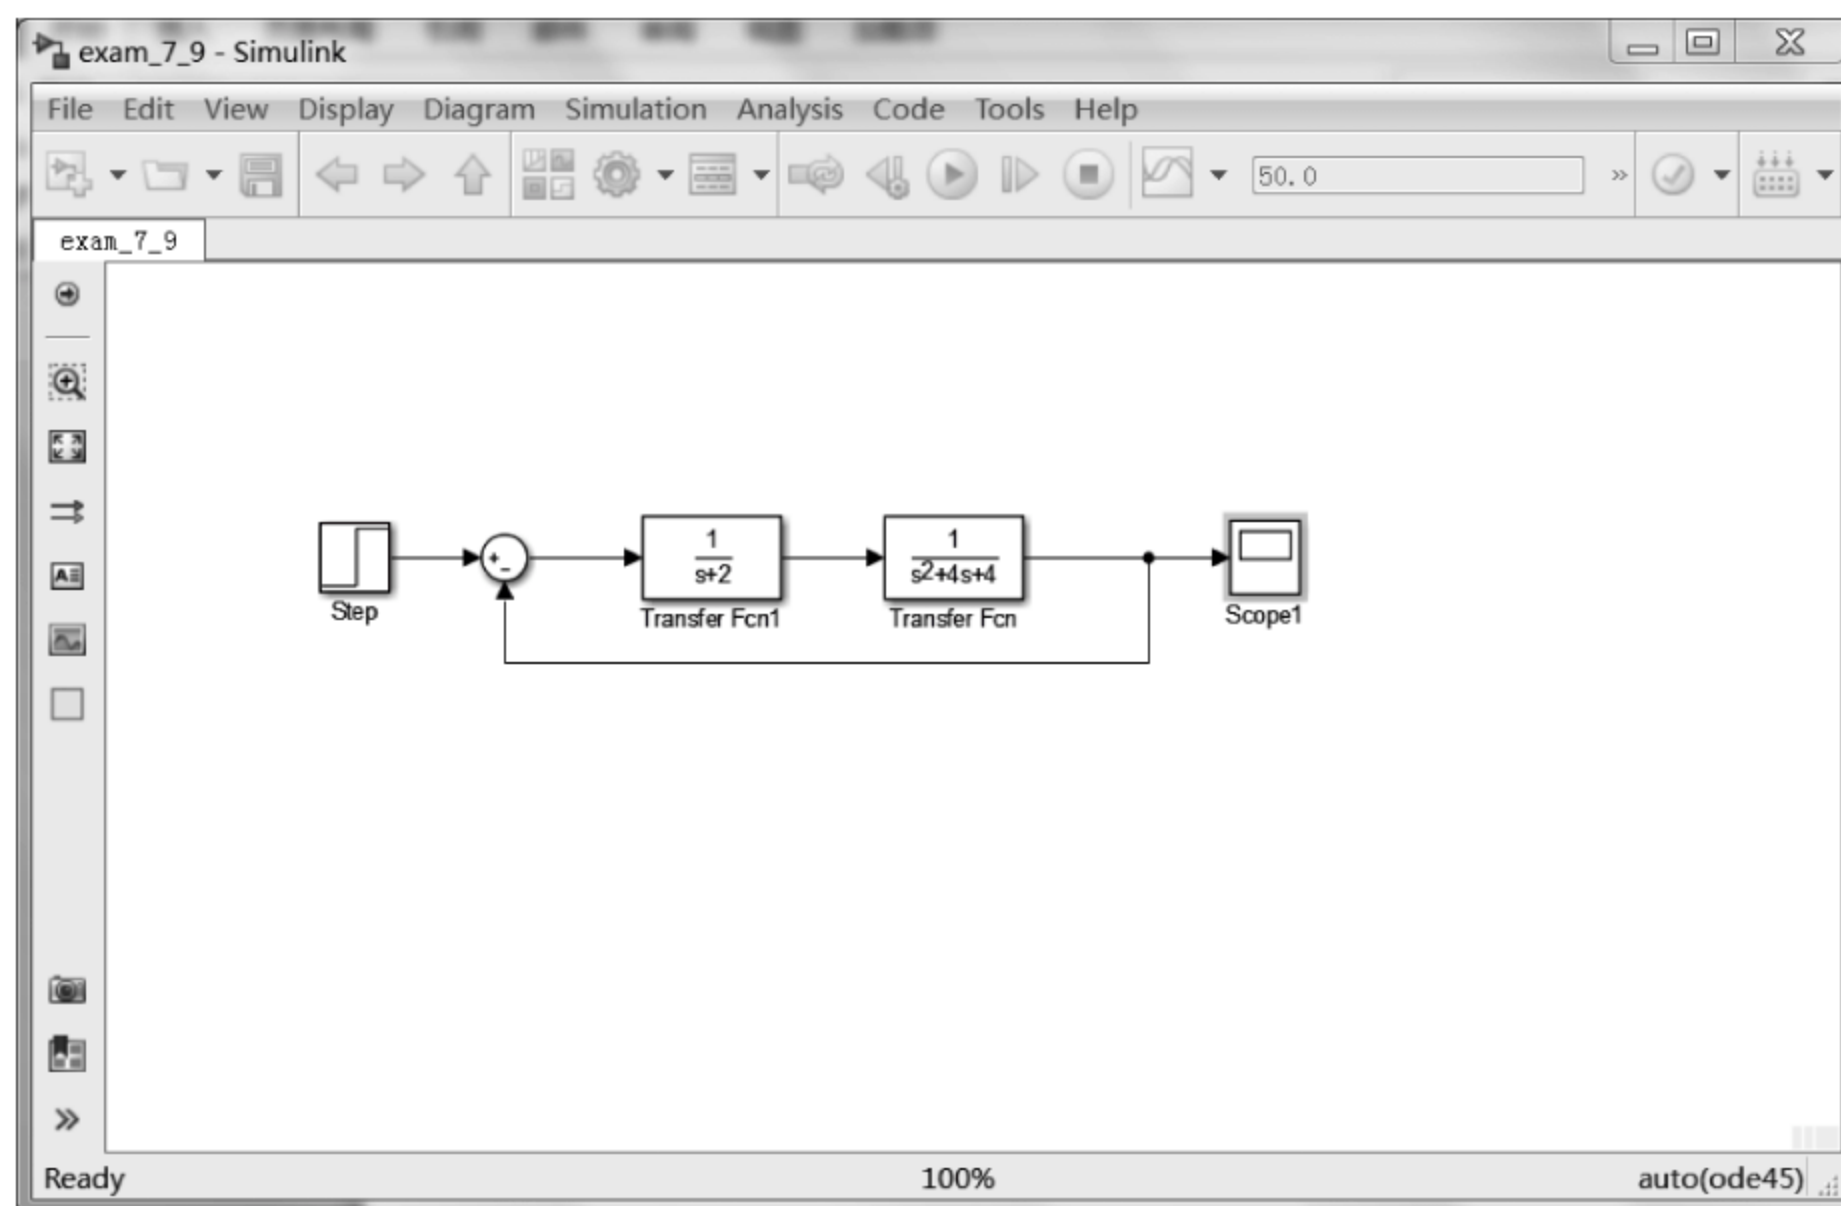 exam_7_9 - Simulink
File Edit View Display Diagram Simulation Analysis Code Tools Help
50.0
exam_7_9
+
−
1
s+2
1
s²+4s+4
Step
Transfer Fcn1
Transfer Fcn
Scope1
Ready 100% auto(ode45)